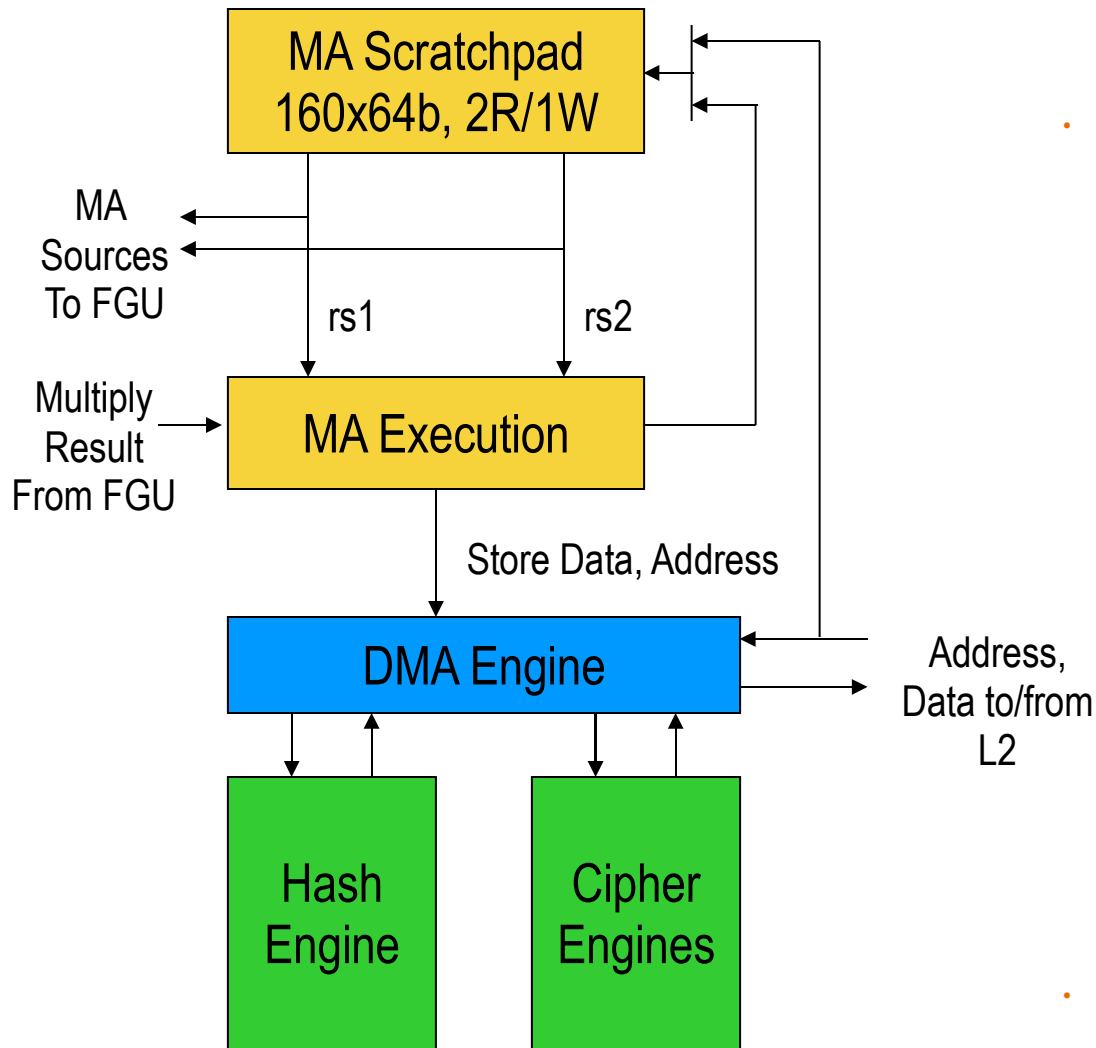 MA Scratchpad
160x64b, 2R/1W
MA
Sources
To FGU
rs1
rs2
Multiply
Result
From FGU
MA Execution
Store Data, Address
DMA Engine
Address,
Data to/from
L2
Hash
Engine
Cipher
Engines